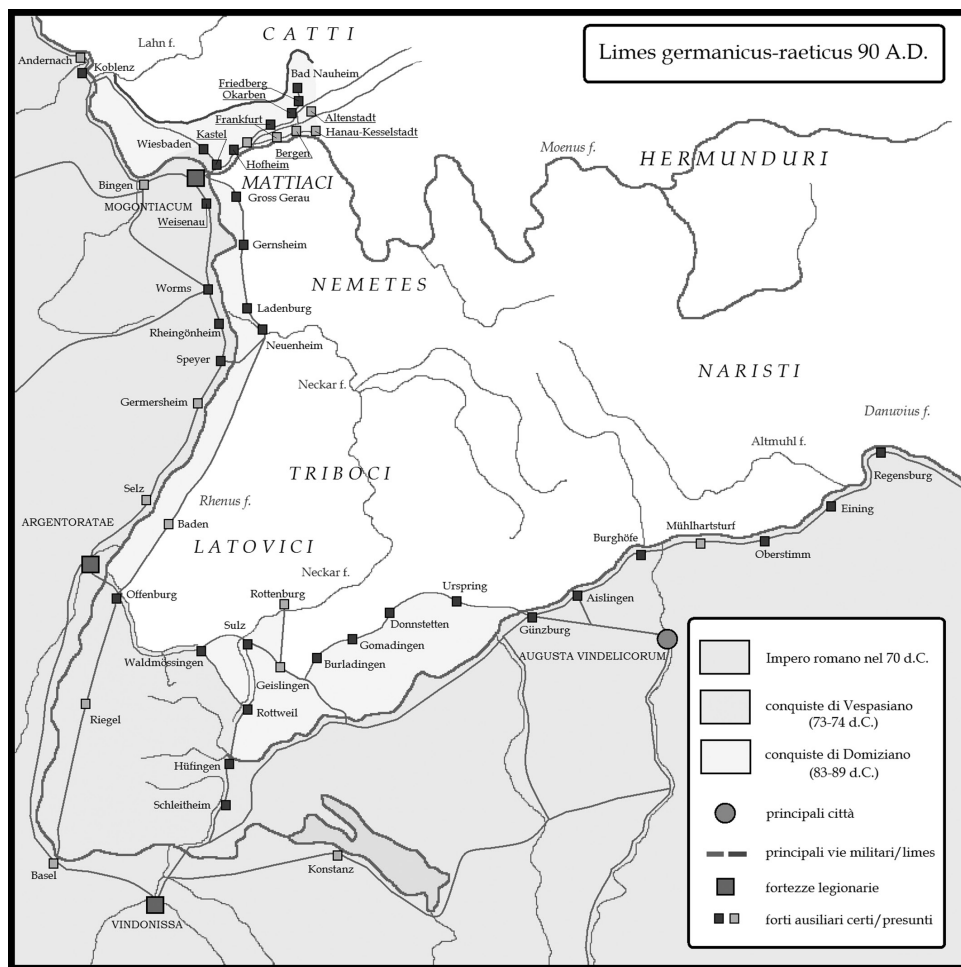 Limes germanicus-raeticus 90 A.D.
CATTI
Lahn f.
Andernach
Koblenz
Bad Nauheim
Friedberg
Okarben
Altenstadt
Frankfurt
Hanau-Kesselstadt
Kastel
Wiesbaden
Bergen
Hofheim
Moenus f.
HERMUNDURI
Bingen
MATTIACI
MOGONTIACUM
Gross Gerau
Weisenau
Gernsheim
NEMETES
Worms
Ladenburg
Rheingönheim
Neuenheim
Speyer
Neckar f.
NARISTI
Germersheim
Danuvius f.
Altmuhl f.
TRIBOCI
Regensburg
Selz
Rhenus f.
Eining
ARGENTORATAE
Baden
Mühlhartsturf
Burghöfe
LATOVICI
Oberstimm
Neckar f.
Offenburg
Rottenburg
Urspring
Aislingen
Donnstetten
Günzburg
Sulz
Gomadingen
AUGUSTA VINDELICORUM
Waldmössingen
Burladingen
Geislingen
Riegel
Rottweil
Hüfingen
Schleitheim
Basel
Konstanz
VINDONISSA
Impero romano nel 70 d.C.
conquiste di Vespasiano
(73-74 d.C.)
conquiste di Domiziano
(83-89 d.C.)
principali città
principali vie militari/limes
fortezze legionarie
forti ausiliari certi/presunti